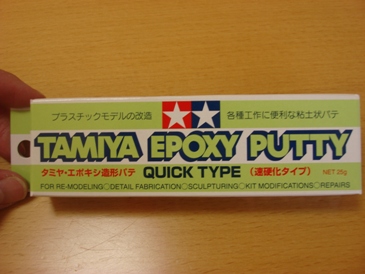 プラスチックモデルの改造 各種工作に便利な粘土状パテ
TAMIYA EPOXY PUTTY
タミヤ・エポキシ造形パテ QUICK TYPE (速硬化タイプ) NET 25g
FOR RE-MODELING○DETAIL FABRICATION○SCULPTURING○KIT MODIFICATIONS○REPAIRS